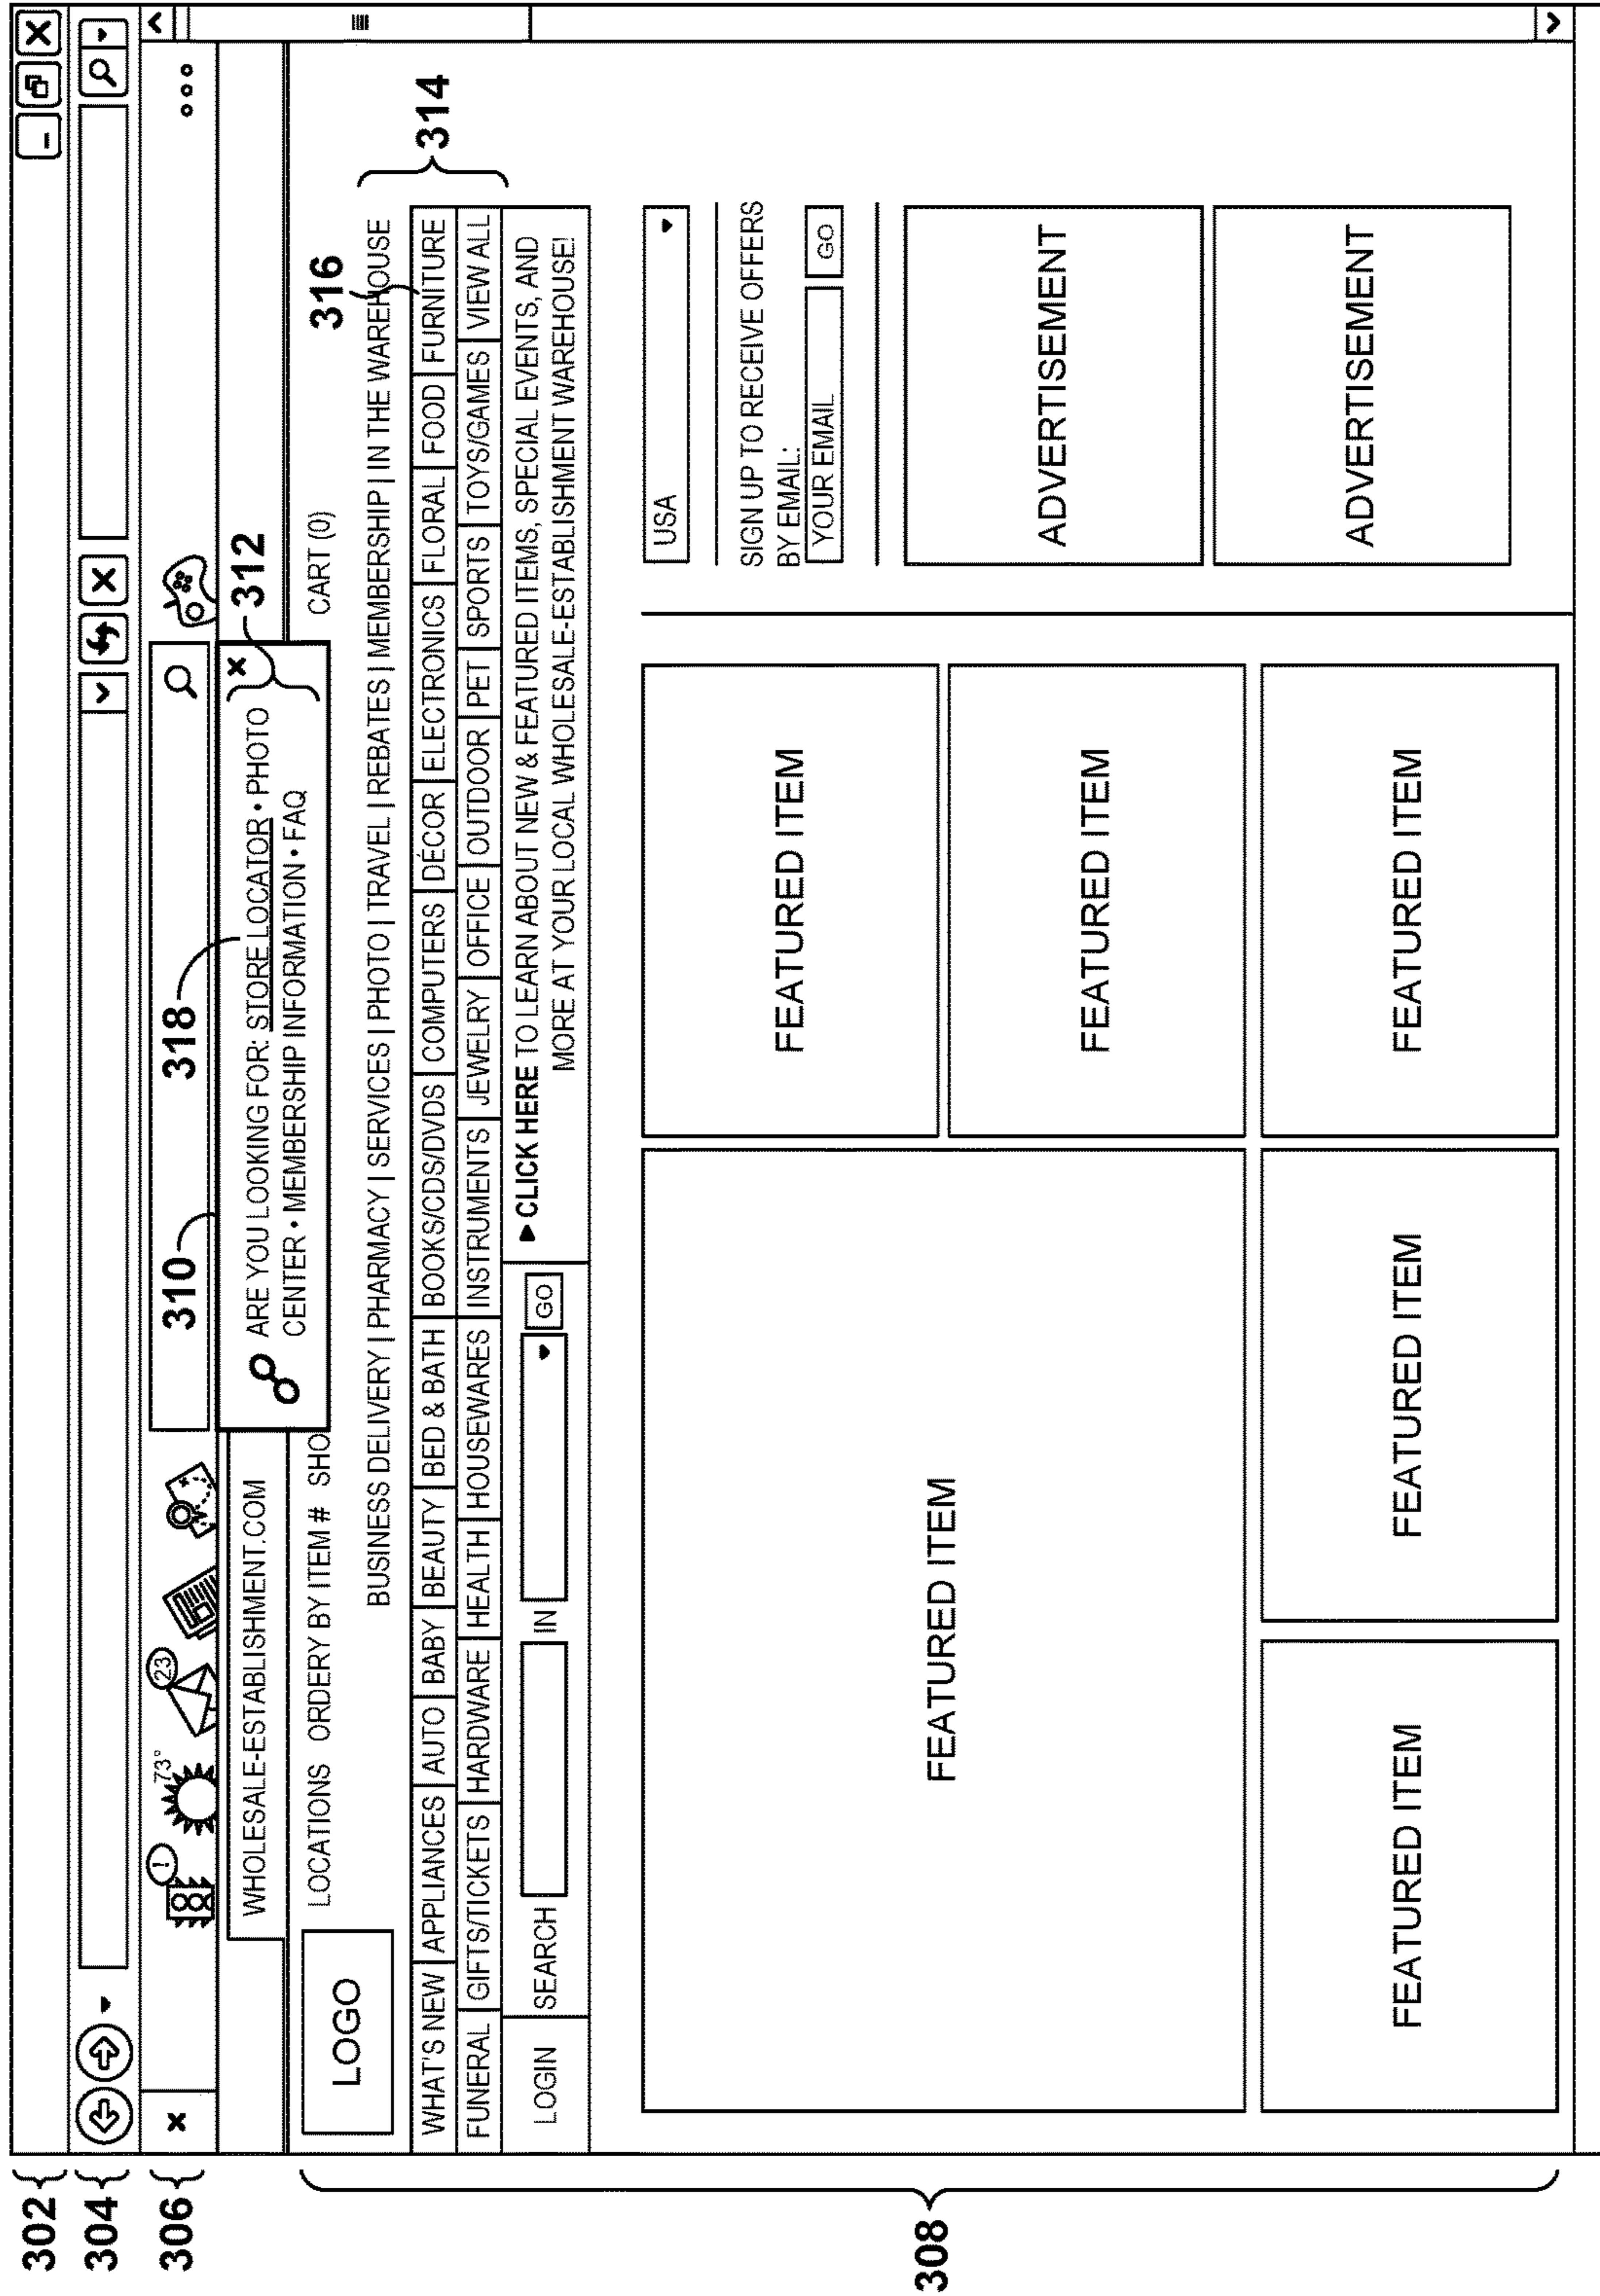 302
304
306
73°
!
23
310
318
312
WHOLESALE-ESTABLISHMENT.COM
ARE YOU LOOKING FOR: STORE LOCATOR • PHOTO
CENTER • MEMBERSHIP INFORMATION • FAQ
x
LOGO
LOCATIONS ORDERY BY ITEM # SHO
CART (0)
316
314
BUSINESS DELIVERY | PHARMACY | SERVICES | PHOTO | TRAVEL | REBATES | MEMBERSHIP | IN THE WAREHOUSE
WHAT'S NEW APPLIANCES AUTO BABY BEAUTY BED & BATH BOOKS/CDS/DVDS COMPUTERS DÉCOR ELECTRONICS FLORAL FOOD FURNITURE
FUNERAL GIFTS/TICKETS HARDWARE HEALTH HOUSEWARES INSTRUMENTS JEWELRY OFFICE OUTDOOR PET SPORTS TOYS/GAMES VIEW ALL
LOGIN SEARCH IN GO
►CLICK HERE TO LEARN ABOUT NEW & FEATURED ITEMS, SPECIAL EVENTS, AND
MORE AT YOUR LOCAL WHOLESALE-ESTABLISHMENT WAREHOUSE!
308
FEATURED ITEM
FEATURED ITEM
FEATURED ITEM
FEATURED ITEM
FEATURED ITEM
FEATURED ITEM
USA
SIGN UP TO RECEIVE OFFERS
BY EMAIL:
YOUR EMAIL GO
ADVERTISEMENT
ADVERTISEMENT